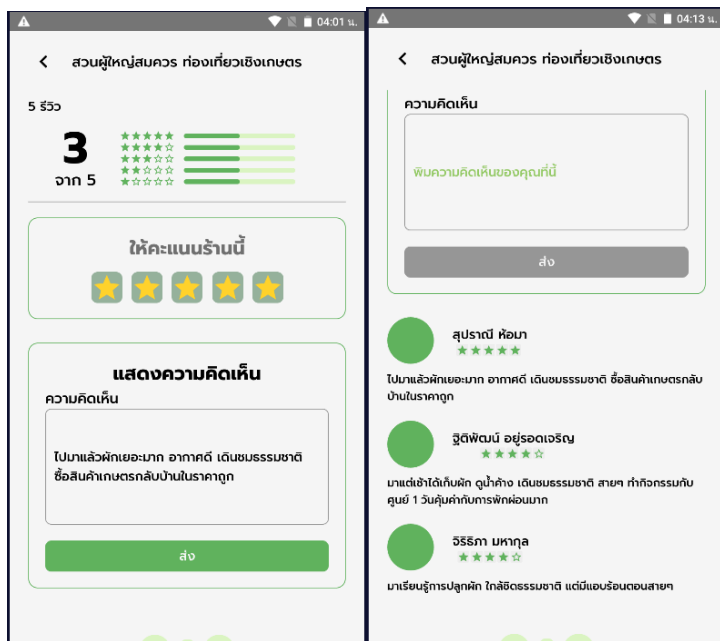 04:01 น.
สวนผู้ใหญ่สมควร ท่องเที่ยวเชิงเกษตร
5 รีวิว
3
จาก 5
ให้คะแนนร้านนี้
แสดงความคิดเห็น
ความคิดเห็น
ไปมาแล้วผักเยอะมาก อากาศดี เดินชมธรรมชาติ
ซื้อสินค้าเกษตรกลับบ้านในราคาถูก
ส่ง
04:13 น.
สวนผู้ใหญ่สมควร ท่องเที่ยวเชิงเกษตร
ความคิดเห็น
พิมความคิดเห็นของคุณที่นี้
ส่ง
สุปราณี ห้อมา
ไปมาแล้วผักเยอะมาก อากาศดี เดินชมธรรมชาติ ซื้อสินค้าเกษตรกลับ
บ้านในราคาถูก
ฐิติพัฒน์ อยู่รอดเจริญ
มาแต่เช้าได้เก็บผัก ดูน้ำค้าง เดินชมธรรมชาติ สายๆ ทำกิจกรรมกับ
ศูนย์ 1 วันคุ้มค่ากับการพักผ่อนมาก
จิริธิภา มหากุล
มาเรียนรู้การปลูกผัก ใกล้ชิดธรรมชาติ แต่มีแอบร้อนตอนสายๆ